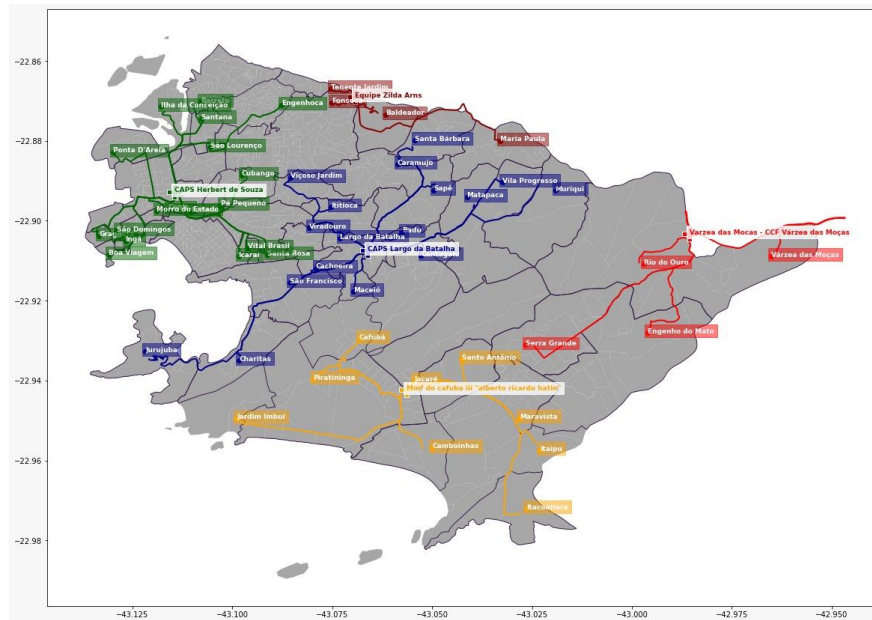 −22.86
−22.88
−22.90
−22.92
−22.94
−22.96
−22.98
Tenente Jardim
Equipe Zilda Arns
Fonseca
Baldeador
Maria Paula
Ilha da Conceição
Santana
Engenhoca
Ponta D'Areia
São Lourenço
Cubango
CAPS Herbert de Souza
Morro do Estado
Pé Pequeno
São Domingos
Ingá
Boa Viagem
Vital Brasil
Icaraí
Santa Rosa
Santa Bárbara
Caramujo
Viçoso Jardim
Sapê
Vila Progresso
Matapaca
Muriqui
Ititioca
Viradouro
Badu
Largo da Batalha
CAPS Largo da Batalha
Cachoeira
São Francisco
Maceió
Jurujuba
Charitas
Varzea das Mocas - CCF Várzea das Moças
Rio do Ouro
Várzea das Moças
Engenho do Mato
Serra Grande
Cafubá
Santo Antônio
Piratininga
Jacaré
Mmf do cafuba iii "alberto ricardo hatin"
Jardim Imbuí
Maravista
Camboinhas
Itaipu
Itacoatiara
−43.125
−43.100
−43.075
−43.050
−43.025
−43.000
−42.975
−42.950